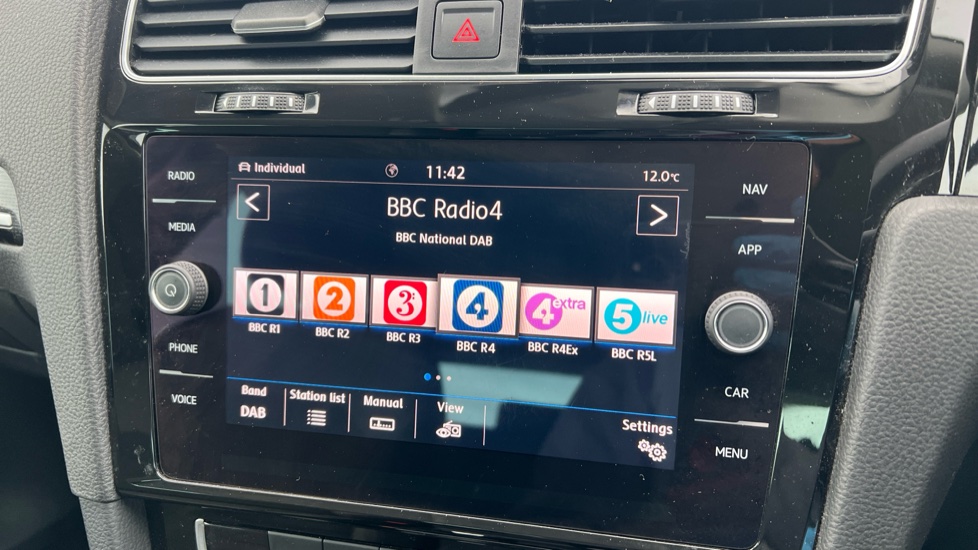 RADIO
MEDIA
PHONE
VOICE
Individual 11:42 12.0°C
< BBC Radio4 >
BBC National DAB
1 2 3 4 4 extra 5 live
BBC R1 BBC R2 BBC R3 BBC R4 BBC R4Ex BBC R5L
Band Station list Manual View Settings
DAB
NAV
APP
CAR
MENU